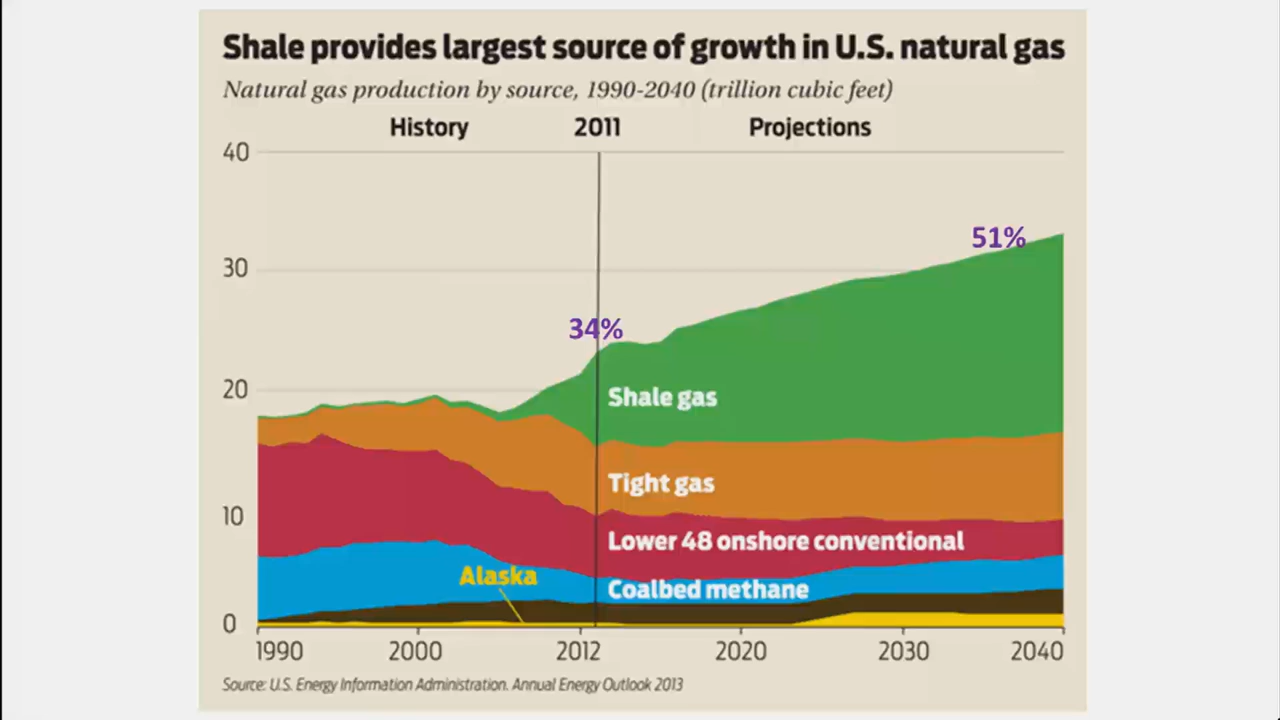 Shale provides largest source of growth in U.S. natural gas
Natural gas production by source, 1990-2040 (trillion cubic feet)
History 2011 Projections
40
51%
30
34%
20
Shale gas
Tight gas
10
Lower 48 onshore conventional
Alaska
Coalbed methane
0
1990 2000 2012 2020 2030 2040
Source: U.S. Energy Information Administration. Annual Energy Outlook 2013